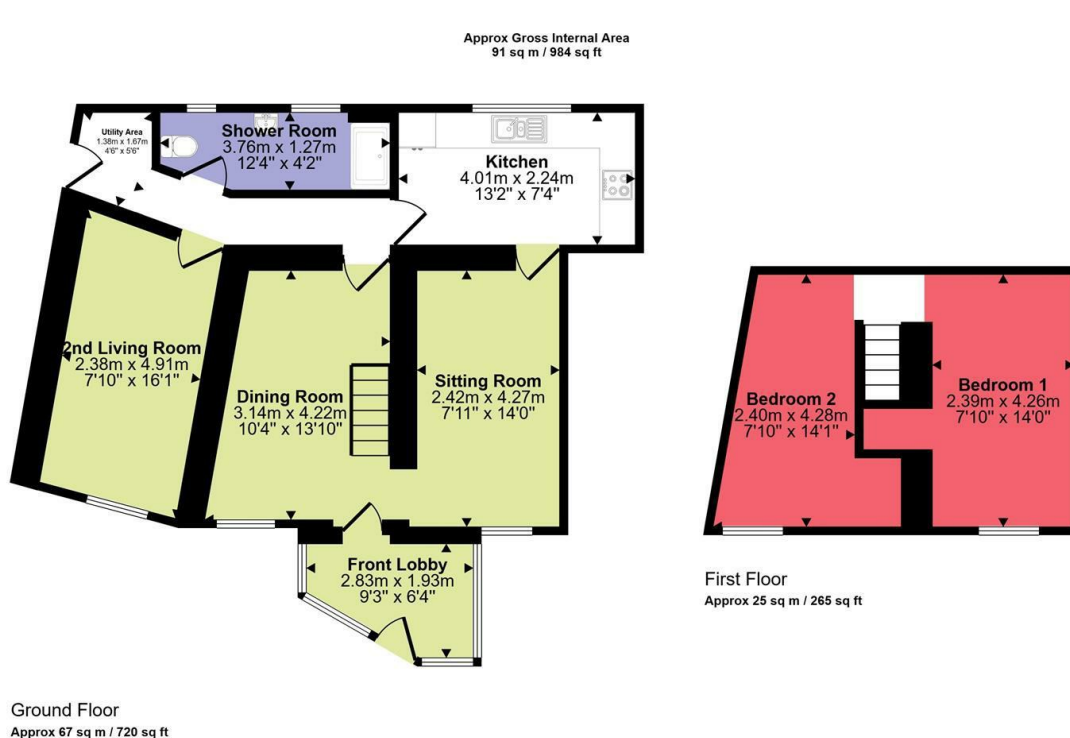 Approx Gross Internal Area
91 sq m / 984 sq ft
Utility Area
1.38m x 1.67m
4'6" x 5'6"
Shower Room
3.76m x 1.27m
12'4" x 4'2"
Kitchen
4.01m x 2.24m
13'2" x 7'4"
2nd Living Room
2.38m x 4.91m
7'10" x 16'1"
Dining Room
3.14m x 4.22m
10'4" x 13'10"
Sitting Room
2.42m x 4.27m
7'11" x 14'0"
Bedroom 2
2.40m x 4.28m
7'10" x 14'1"
Bedroom 1
2.39m x 4.26m
7'10" x 14'0"
Front Lobby
2.83m x 1.93m
9'3" x 6'4"
First Floor
Approx 25 sq m / 265 sq ft
Ground Floor
Approx 67 sq m / 720 sq ft